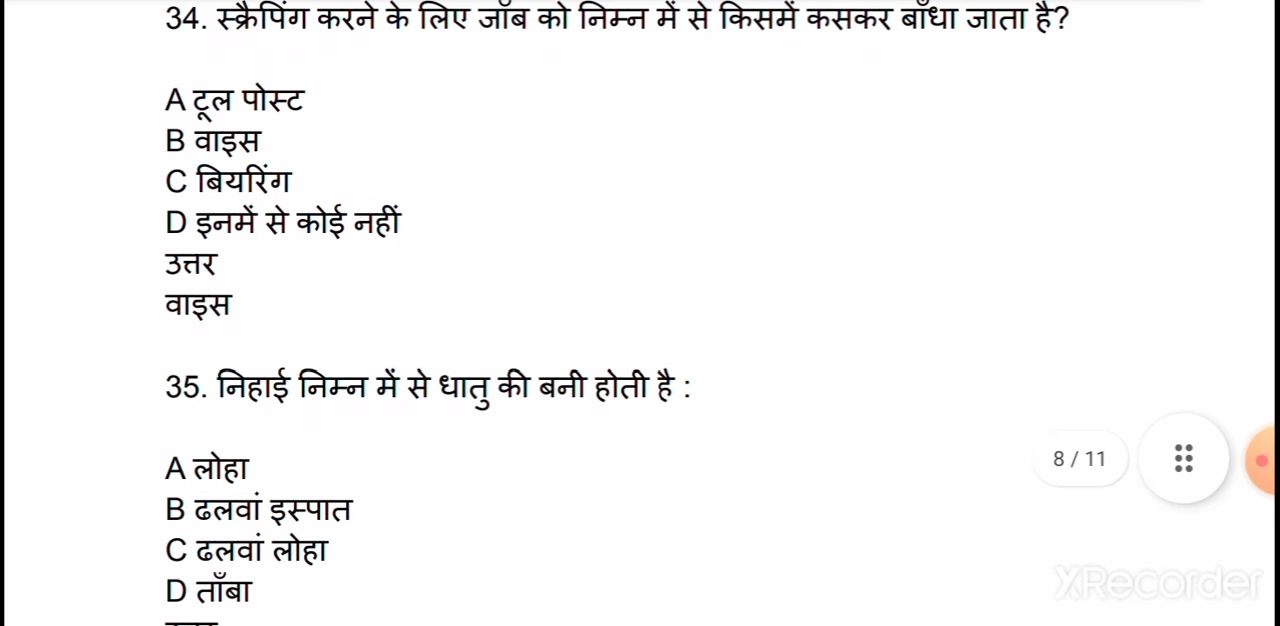 34. स्क्रैपिंग करने के लिए जॉब को निम्न में से किसमें कसकर बाँधा जाता है?
A टूल पोस्ट
B वाइस
C बियरिंग
D इनमें से कोई नहीं
उत्तर
वाइस
35. निहाई निम्न में से धातु की बनी होती है :
A लोहा
B ढलवां इस्पात
C ढलवां लोहा
D ताँबा
8 / 11
XRecorder